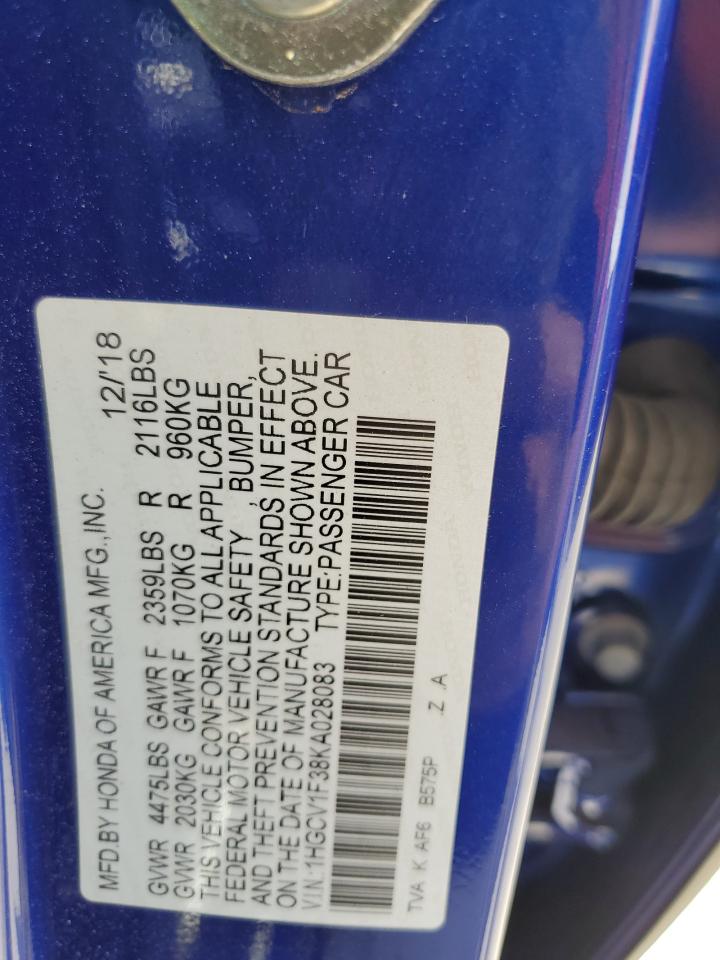 MFD.BY HONDA OF AMERICA MFG.,INC. 12/'18
GVWR 4475LBS GAWR F 2359LBS R 2116LBS
GVWR 2030KG GAWR F 1070KG R 960KG
THIS VEHICLE CONFORMS TO ALL APPLICABLE
FEDERAL MOTOR VEHICLE SAFETY , BUMPER,
AND THEFT PREVENTION STANDARDS IN EFFECT
ON THE DATE OF MANUFACTURE SHOWN ABOVE.
VIN:1HGCV1F38KA028083 TYPE:PASSENGER CAR
TVA K AF6 B575P .Z .A